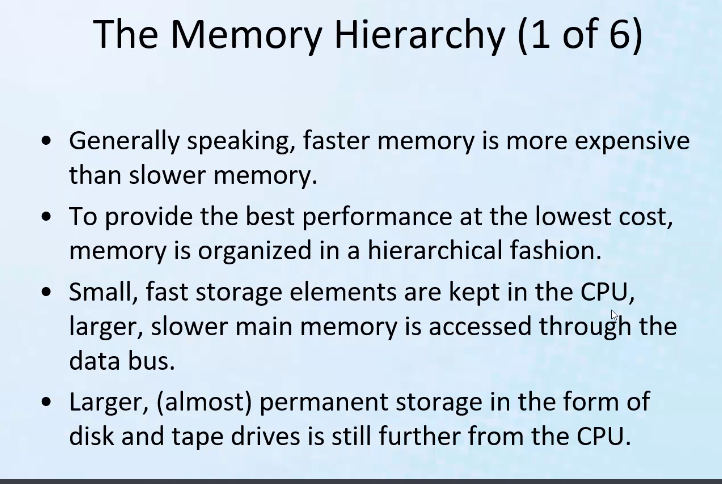 The Memory Hierarchy (1 of 6)
• Generally speaking, faster memory is more expensive
than slower memory.
• To provide the best performance at the lowest cost,
memory is organized in a hierarchical fashion.
• Small, fast storage elements are kept in the CPU,
larger, slower main memory is accessed through the
data bus.
• Larger, (almost) permanent storage in the form of
disk and tape drives is still further from the CPU.